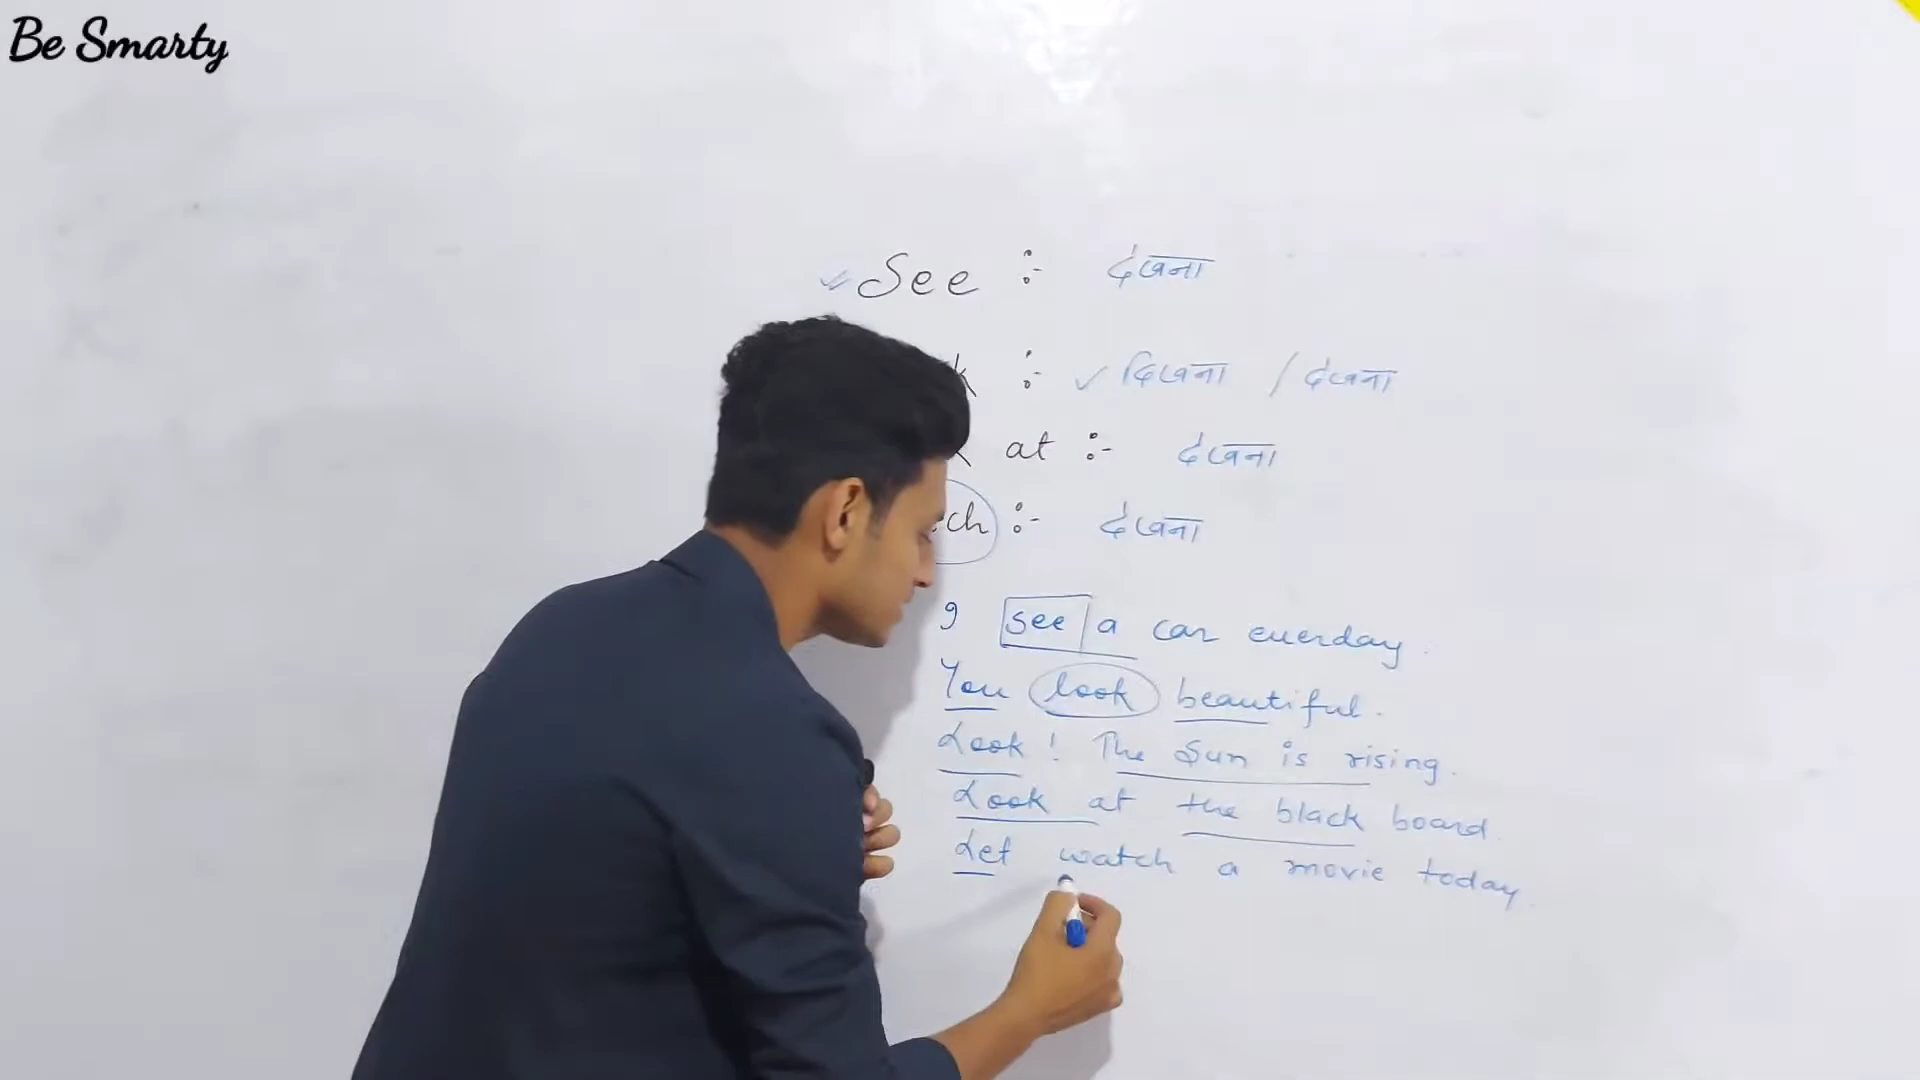 Be Smarty
See :- देखना
:- दिखना / देखना
at :- देखना
ch :- देखना
I see a car everday.
You look beautiful.
Look! The Sun is rising.
Look at the black board.
Let watch a movie today.